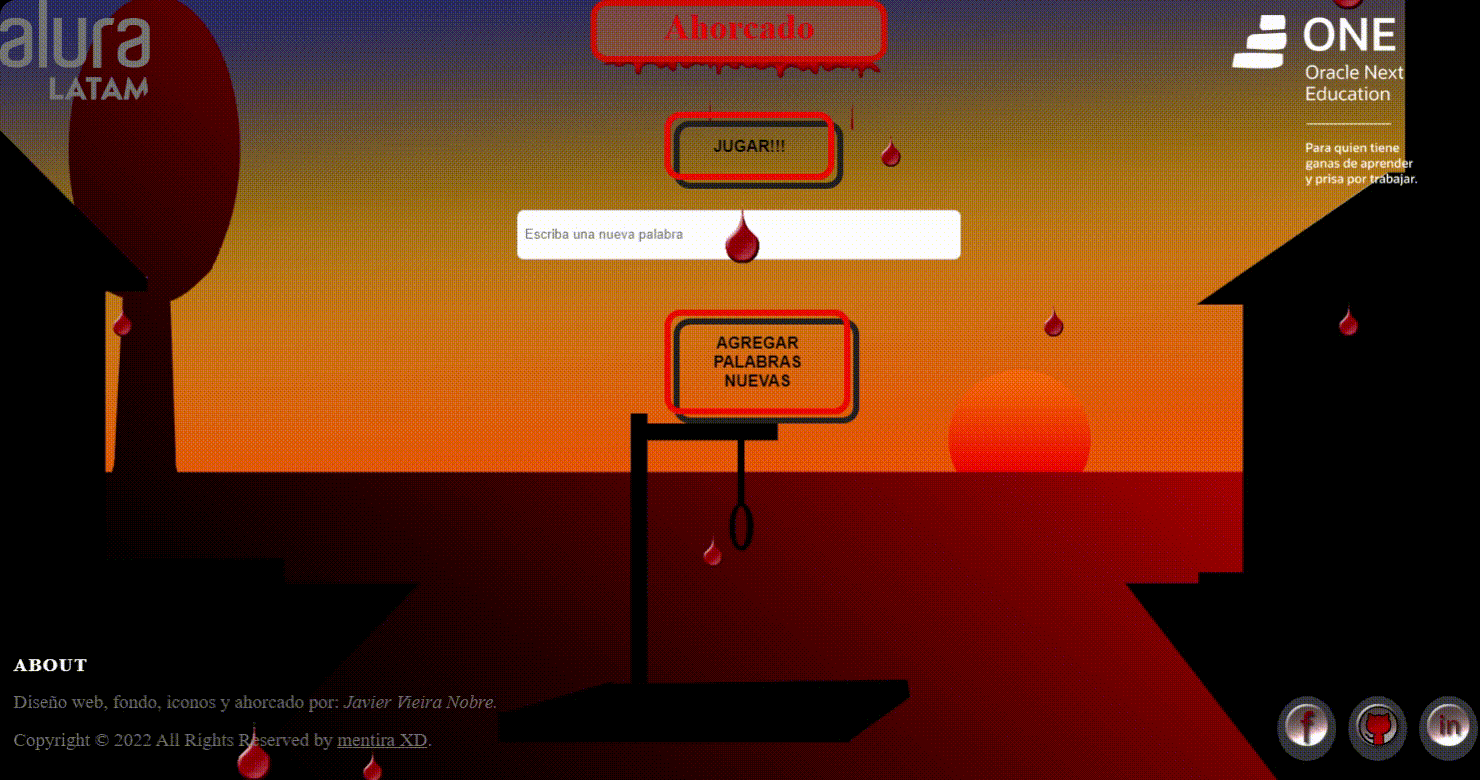 alura
LATAM
Ahorcado
ONE
Oracle Next
Education
Para quien tiene
ganas de aprender
y prisa por trabajar.
JUGAR!!!
Escriba una nueva palabra
AGREGAR
PALABRAS
NUEVAS
ABOUT
Diseño web, fondo, iconos y ahorcado por: Javier Vieira Nobre.
Copyright © 2022 All Rights Reserved by mentira XD.
f
in